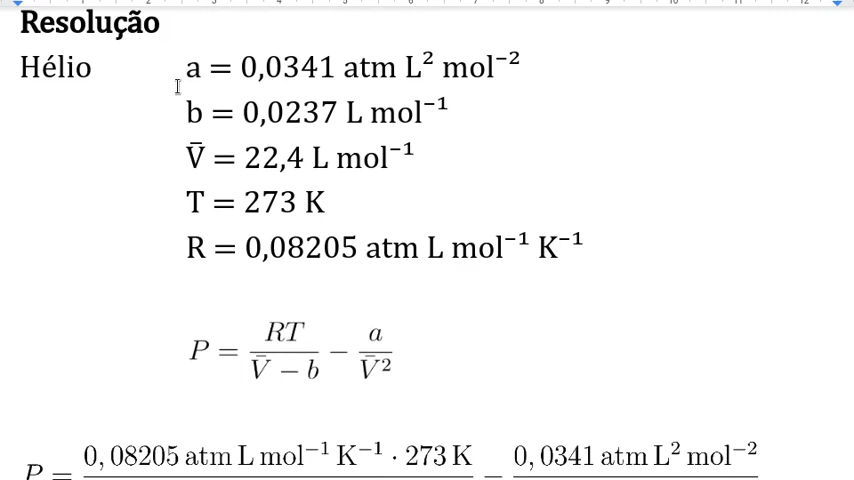 Resolução
Hélio a = 0,0341 atm L² mol⁻²
b = 0,0237 L mol⁻¹
V̄ = 22,4 L mol⁻¹
T = 273 K
R = 0,08205 atm L mol⁻¹ K⁻¹
P = RT / (V̄ − b) − a / V̄²
P = 0,08205 atm L mol⁻¹ K⁻¹ · 273 K − 0,0341 atm L² mol⁻²